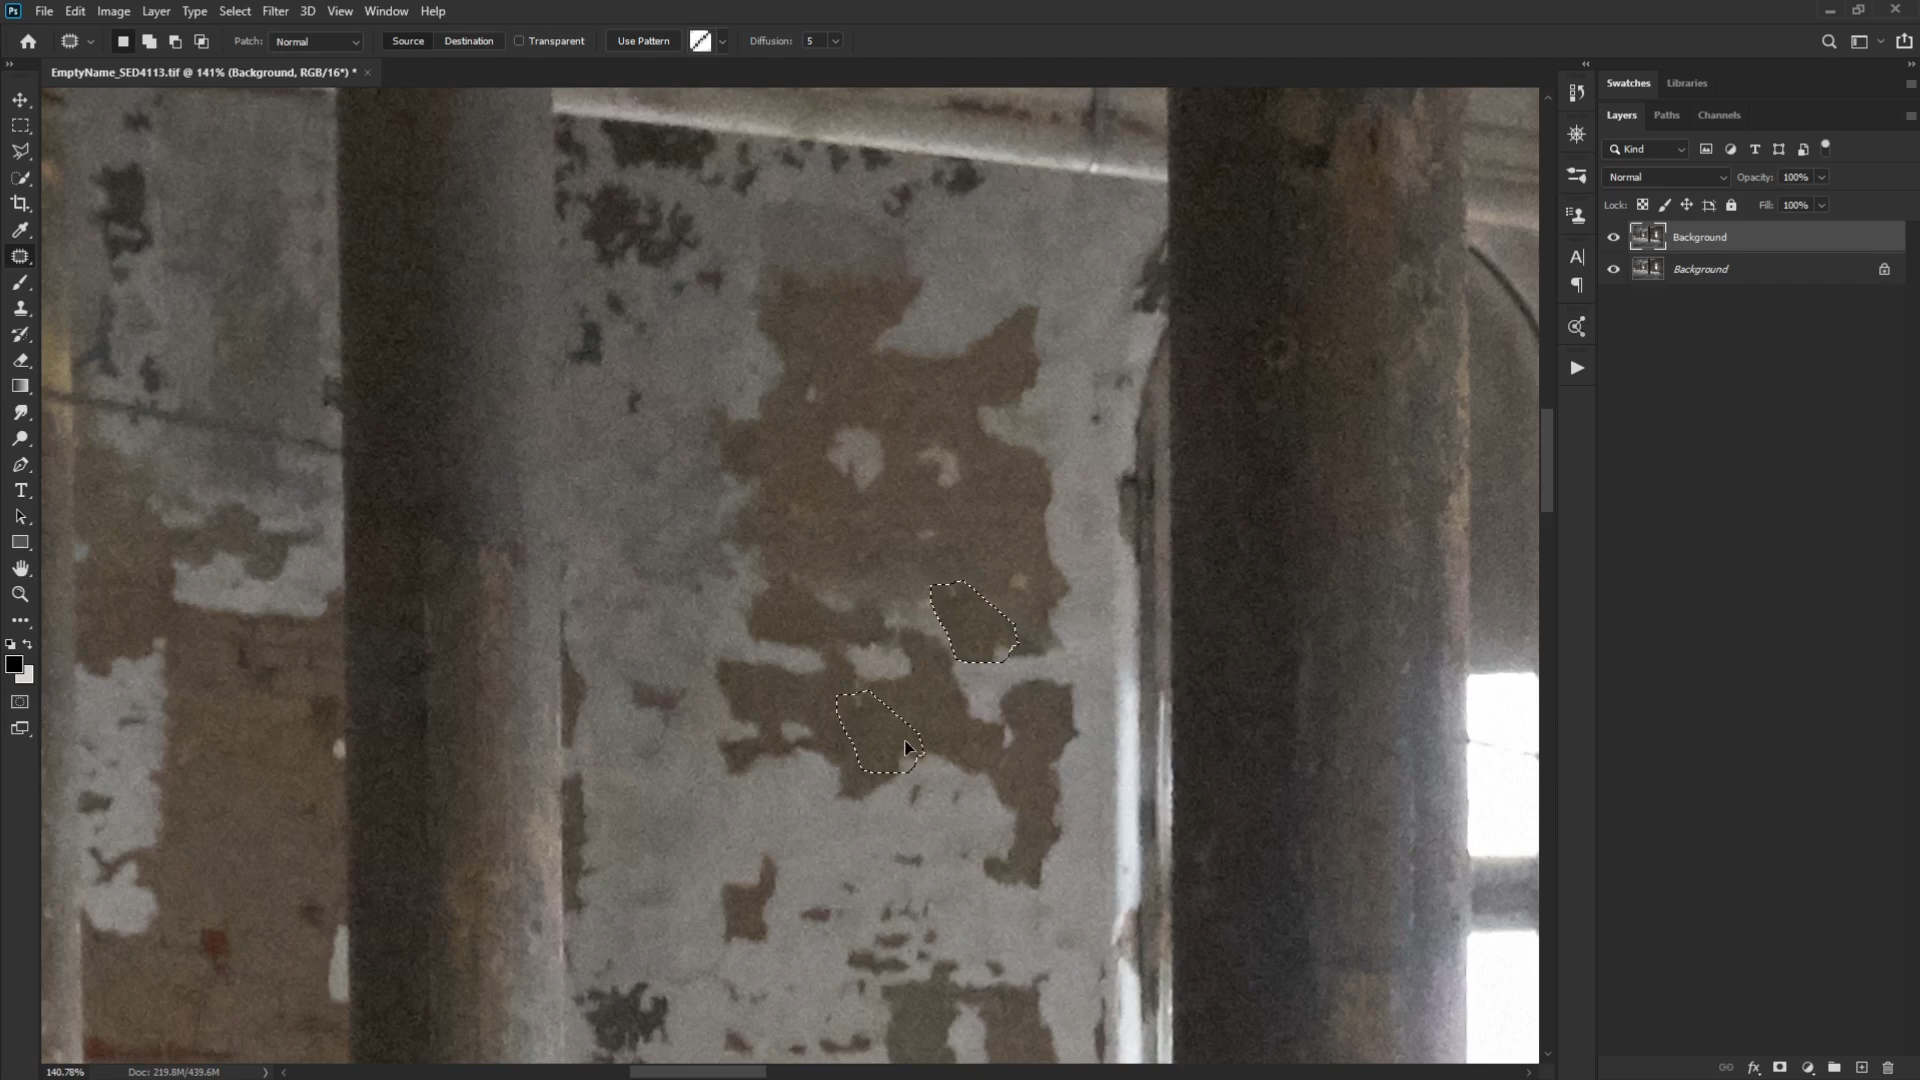 Ps File Edit Image Layer Type Select Filter 3D View Window Help
Patch: Normal Source Destination Transparent Use Pattern Diffusion: 5
EmptyName_SED4113.tif @ 141% (Background, RGB/16*) * ×
Swatches Libraries
Layers Paths Channels
Kind
Normal Opacity: 100%
Lock: Fill: 100%
Background
Background
140.78% Doc: 219.8M/439.6M